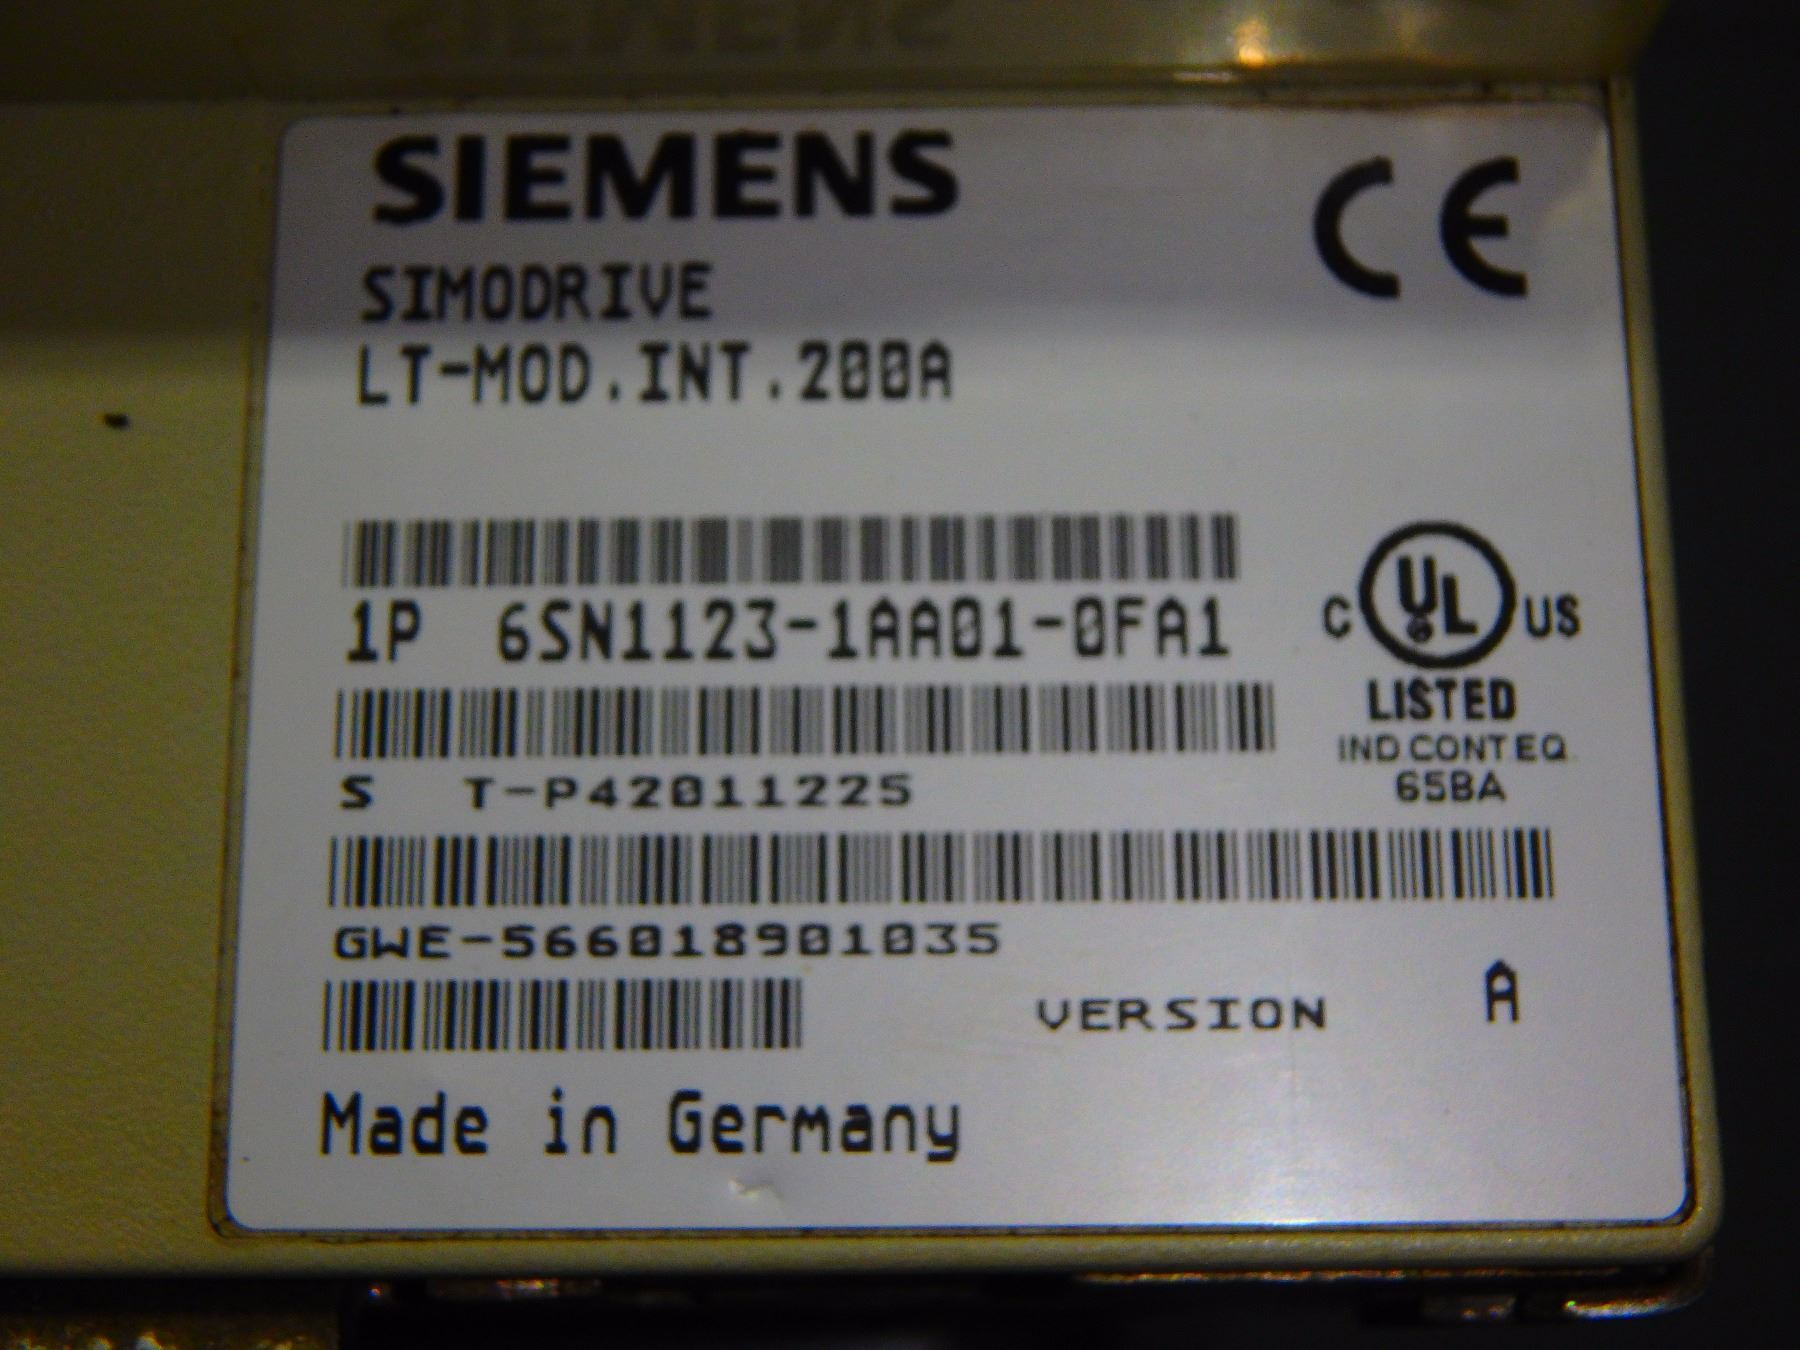 SIEMENS
CE
SIMODRIVE
LT-MOD.INT.200A
1P 6SN1123-1AA01-0FA1
C UL US
LISTED
IND CONT EQ
65BA
S T-P42011225
GWE-566018901035
VERSION A
Made in Germany